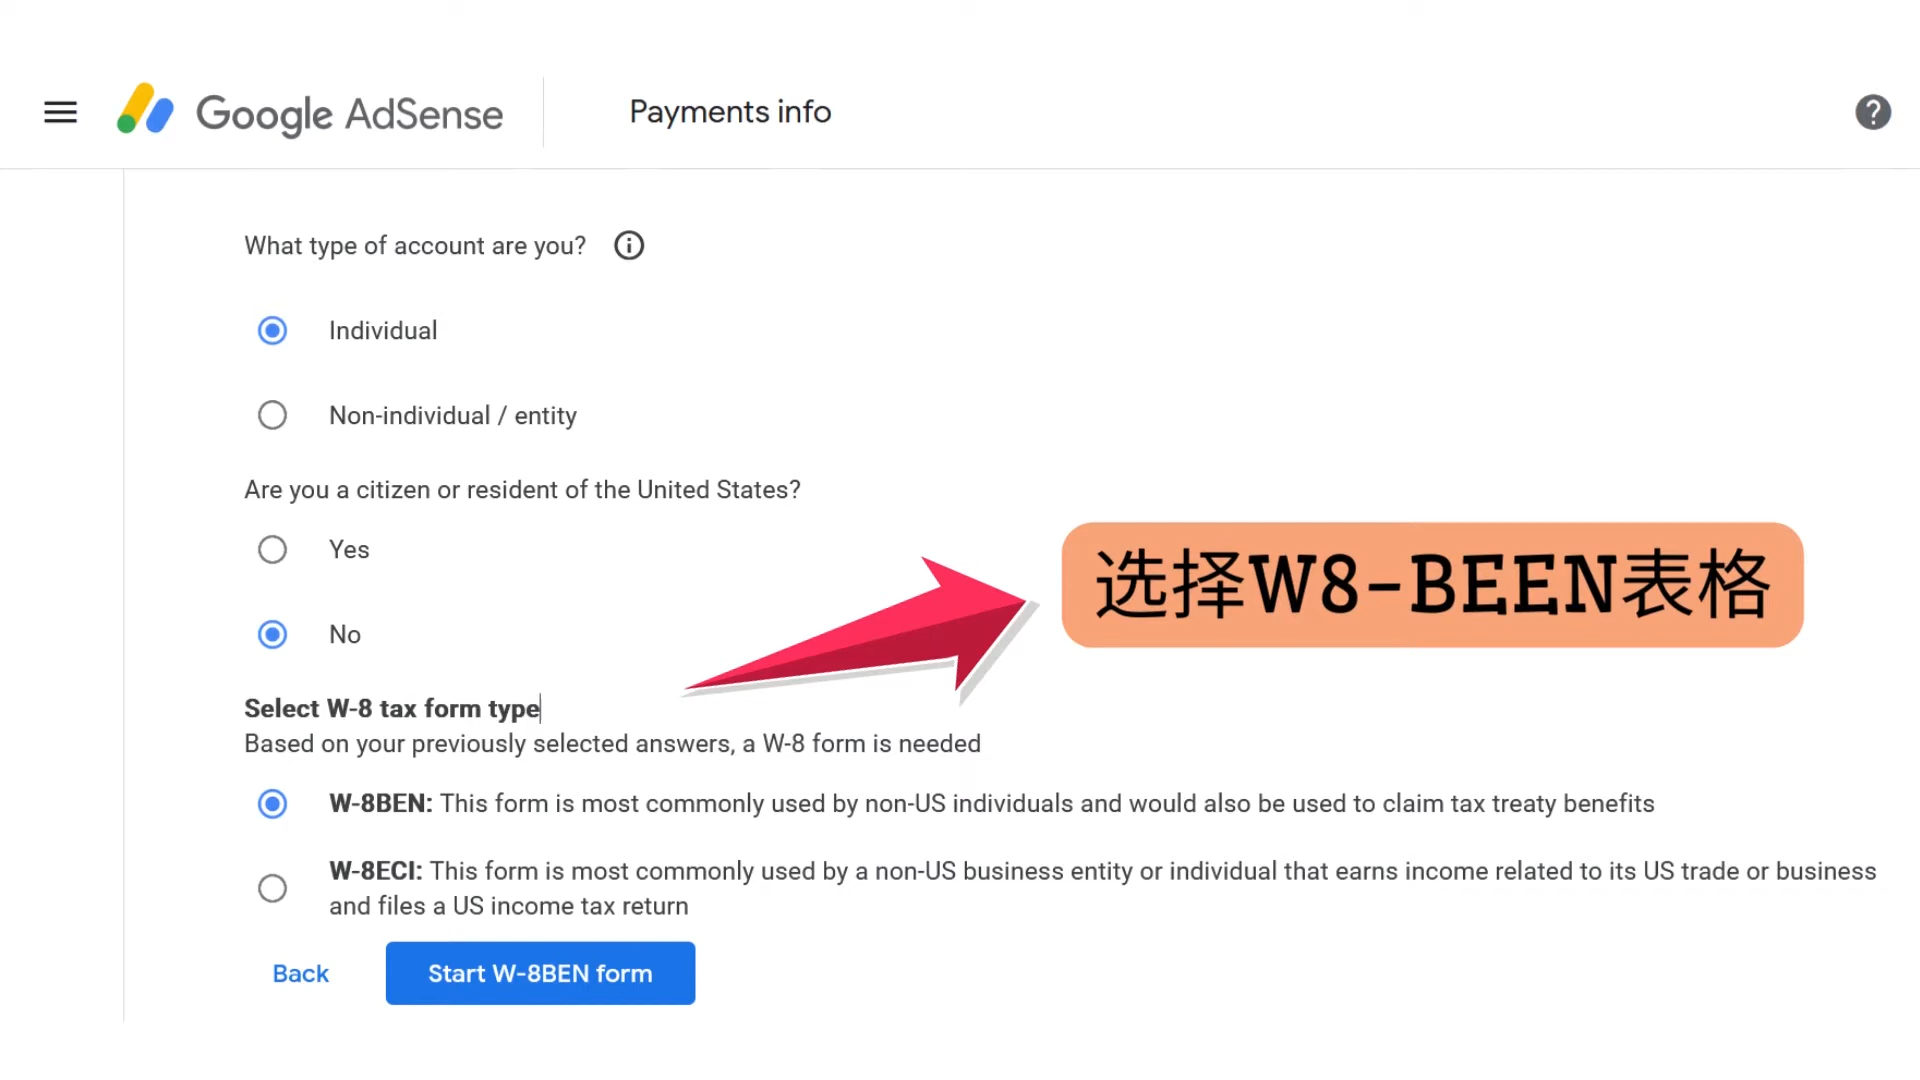 Google AdSense
Payments info
What type of account are you?
Individual
Non-individual / entity
Are you a citizen or resident of the United States?
Yes
选择W8-BEEN表格
No
Select W-8 tax form type
Based on your previously selected answers, a W-8 form is needed
W-8BEN: This form is most commonly used by non-US individuals and would also be used to claim tax treaty benefits
W-8ECI: This form is most commonly used by a non-US business entity or individual that earns income related to its US trade or business
and files a US income tax return
Back
Start W-8BEN form